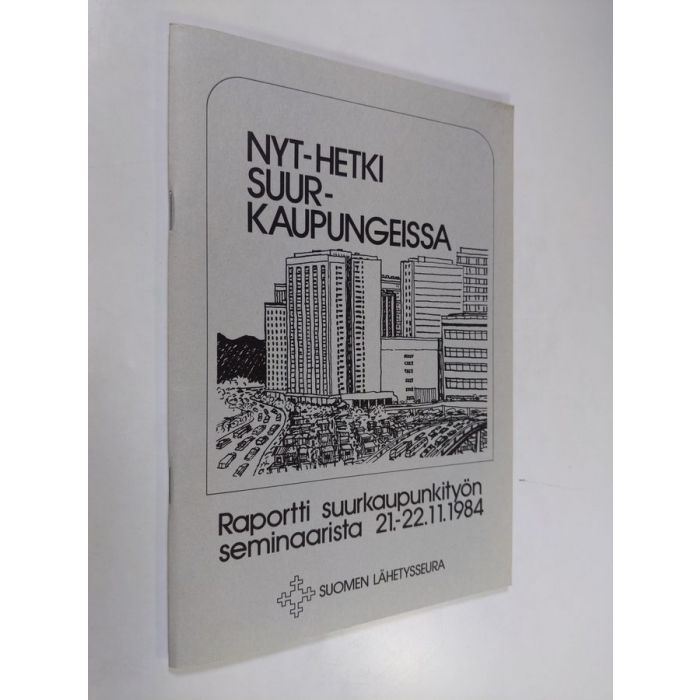 NYT-HETKI
SUUR-
KAUPUNGEISSA
Raportti suurkaupunkityön
seminaarista 21.-22.11.1984
SUOMEN LÄHETYSSEURA